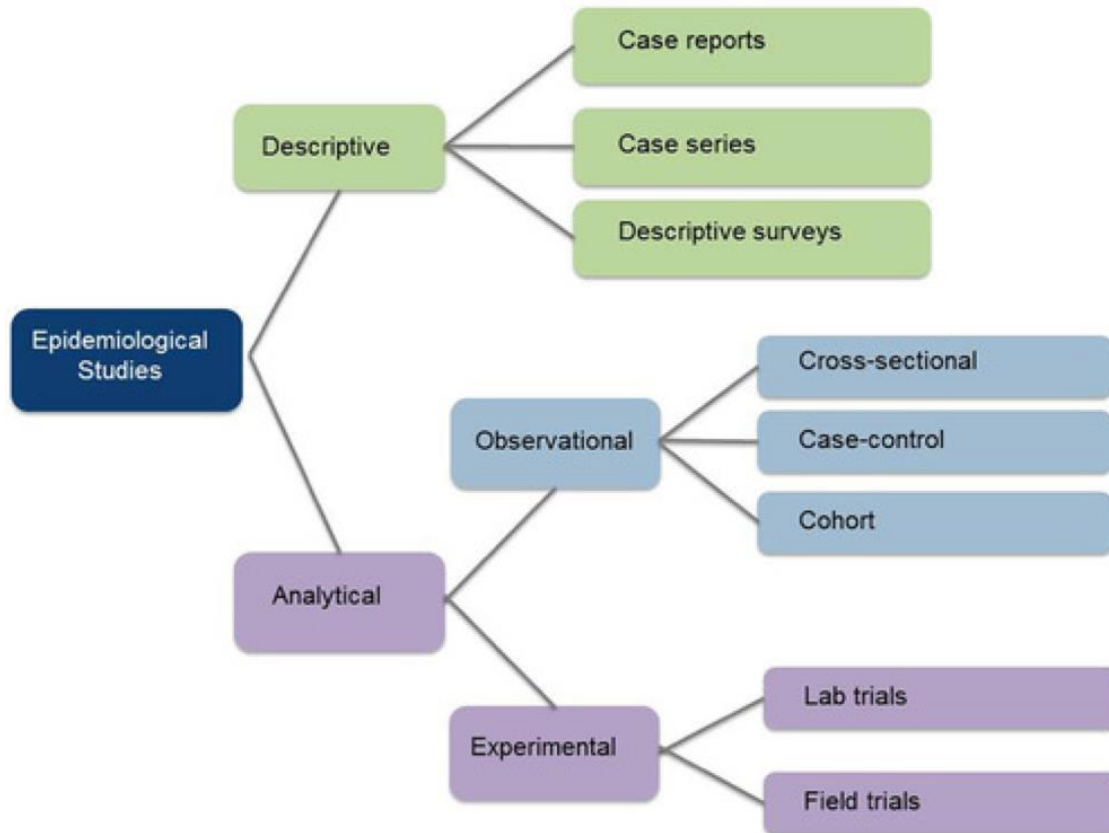 Case reports
Descriptive
Case series
Descriptive surveys
Epidemiological
Studies
Cross-sectional
Observational
Case-control
Cohort
Analytical
Lab trials
Experimental
Field trials